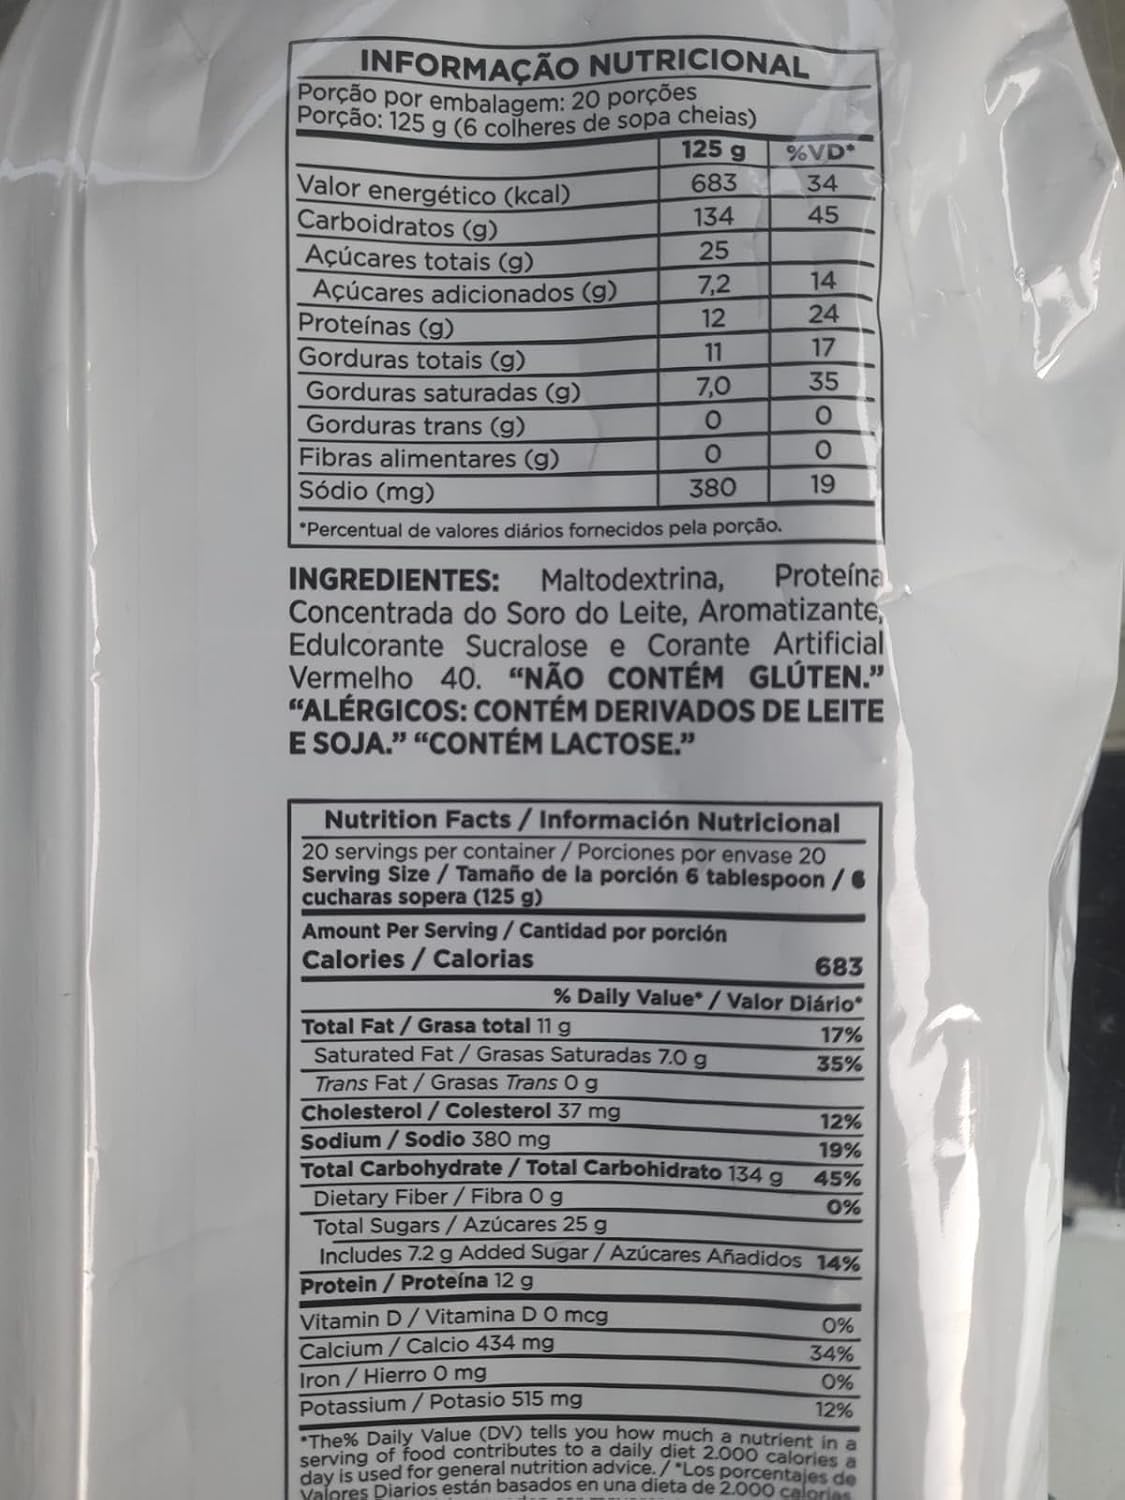 INFORMAÇÃO NUTRICIONAL
Porção por embalagem: 20 porções
Porção: 125 g (6 colheres de sopa cheias)
125 g %VD*
Valor energético (kcal) 683 34
Carboidratos (g) 134 45
Açúcares totais (g) 25
Açúcares adicionados (g) 7,2 14
Proteínas (g) 12 24
Gorduras totais (g) 11 17
Gorduras saturadas (g) 7,0 35
Gorduras trans (g) 0 0
Fibras alimentares (g) 0 0
Sódio (mg) 380 19
*Percentual de valores diários fornecidos pela porção.
INGREDIENTES: Maltodextrina, Proteína
Concentrada do Soro do Leite, Aromatizante,
Edulcorante Sucralose e Corante Artificial
Vermelho 40. “NÃO CONTÉM GLÚTEN.”
“ALÉRGICOS: CONTÉM DERIVADOS DE LEITE
E SOJA.” “CONTÉM LACTOSE.”
Nutrition Facts / Información Nutricional
20 servings per container / Porciones por envase 20
Serving Size / Tamaño de la porción 6 tablespoon / 6
cucharas sopera (125 g)
Amount Per Serving / Cantidad por porción
Calories / Calorias 683
% Daily Value* / Valor Diário*
Total Fat / Grasa total 11 g 17%
Saturated Fat / Grasas Saturadas 7.0 g 35%
Trans Fat / Grasas Trans 0 g
Cholesterol / Colesterol 37 mg 12%
Sodium / Sodio 380 mg 19%
Total Carbohydrate / Total Carbohidrato 134 g 45%
Dietary Fiber / Fibra 0 g 0%
Total Sugars / Azúcares 25 g
Includes 7.2 g Added Sugar / Azúcares Añadidos 14%
Protein / Proteína 12 g
Vitamin D / Vitamina D 0 mcg 0%
Calcium / Calcio 434 mg 34%
Iron / Hierro 0 mg 0%
Potassium / Potasio 515 mg 12%
*The% Daily Value (DV) tells you how much a nutrient in a
serving of food contributes to a daily diet 2.000 calories a
day is used for general nutrition advice. / *Los porcentajes de
Valores Diarios están basados en una dieta de 2.000 calorias